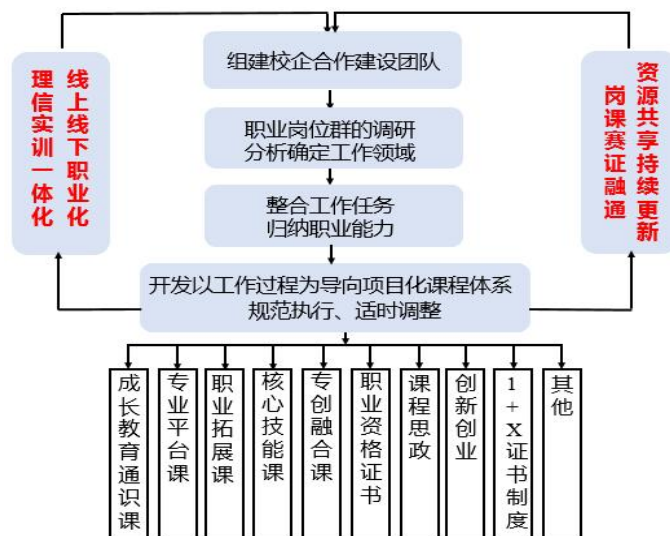 组建校企合作建设团队
线上线下职业化
理信实训一体化
资源共享持续更新
岗课赛证融通
职业岗位群的调研
分析确定工作领域
整合工作任务
归纳职业能力
开发以工作过程为导向项目化课程体系
规范执行、适时调整
成长教育通识课
专业平台课
职业拓展课
核心技能课
专创融合课
职业资格证书
课程思政
创新创业
1+X证书制度
其他